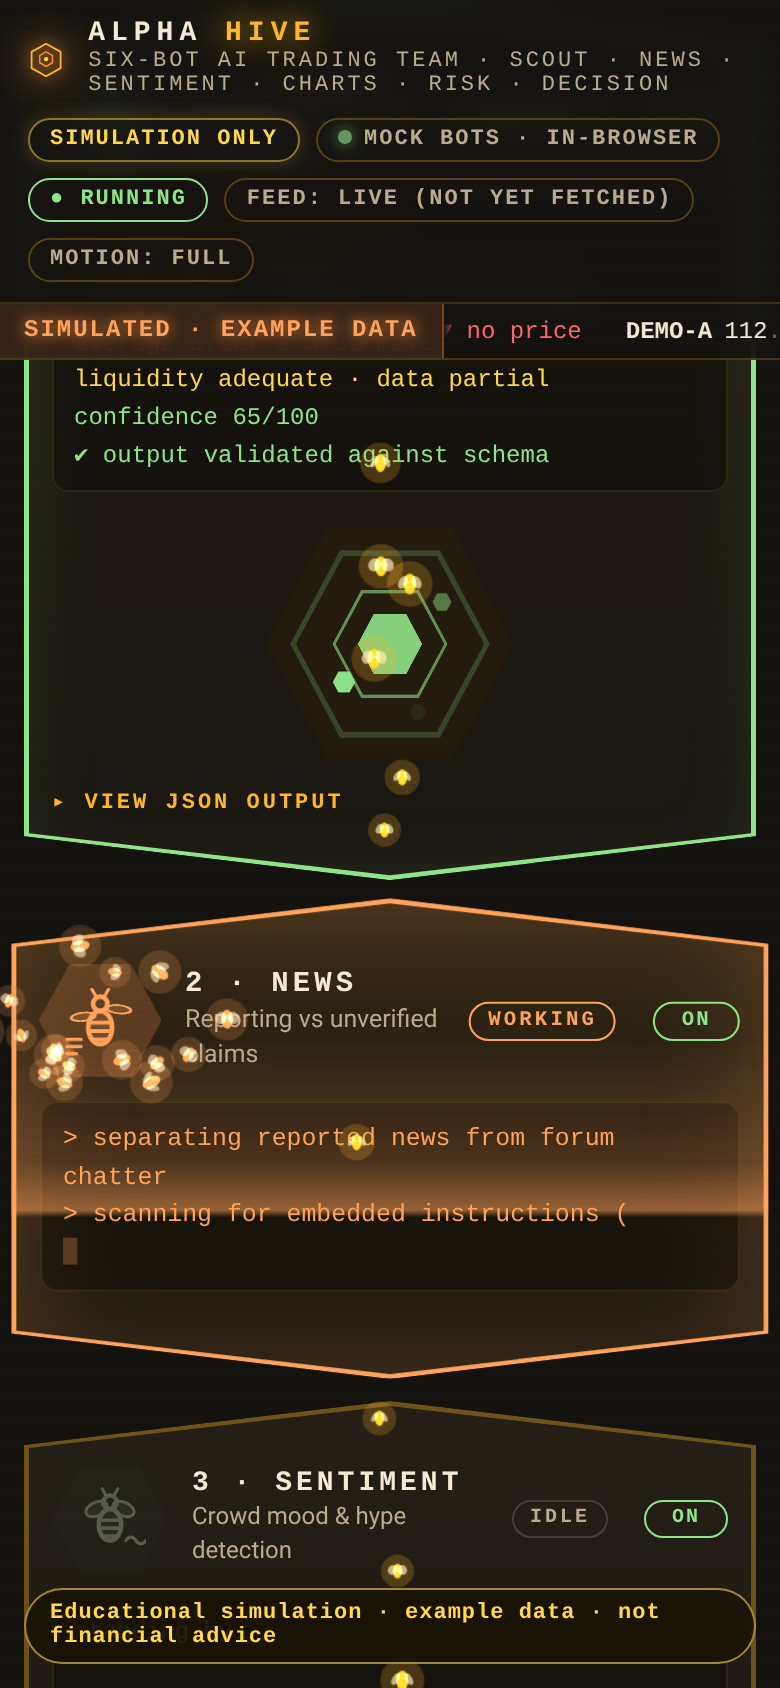 ALPHA HIVE
SIX-BOT AI TRADING TEAM · SCOUT · NEWS ·
SENTIMENT · CHARTS · RISK · DECISION
SIMULATION ONLY
MOCK BOTS · IN-BROWSER
RUNNING
FEED: LIVE (NOT YET FETCHED)
MOTION: FULL
SIMULATED · EXAMPLE DATA
no price DEMO-A 112.
liquidity adequate · data partial
confidence 65/100
✔ output validated against schema
▸ VIEW JSON OUTPUT
2 · NEWS
Reporting vs unverified
claims
WORKING
ON
> separating reported news from forum
chatter
> scanning for embedded instructions (
3 · SENTIMENT
Crowd mood & hype
detection
IDLE
ON
Educational simulation · example data · not
financial advice